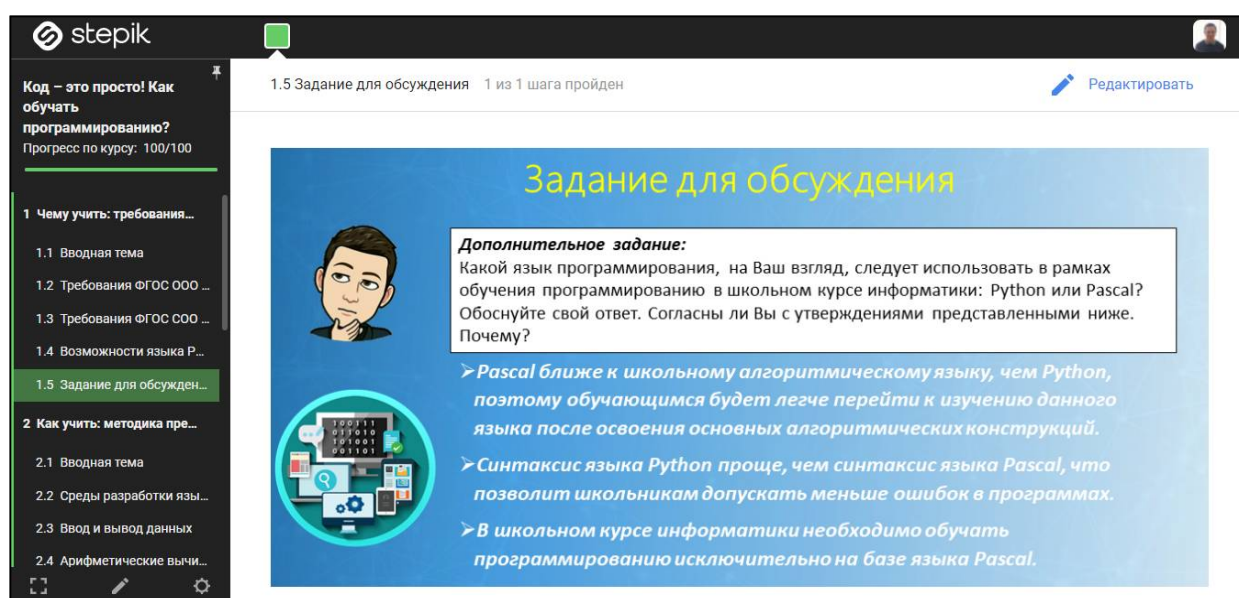 stepik
Код – это просто! Как
обучать
программированию?
Прогресс по курсу: 100/100
1 Чему учить: требования...
1.1 Вводная тема
1.2 Требования ФГОС ООО ...
1.3 Требования ФГОС СОО ...
1.4 Возможности языка P...
1.5 Задание для обсужден...
2 Как учить: методика пре...
2.1 Вводная тема
2.2 Среды разработки язы...
2.3 Ввод и вывод данных
2.4 Арифметические вычи...
1.5 Задание для обсуждения 1 из 1 шага пройден
Редактировать
Задание для обсуждения
Дополнительное задание:
Какой язык программирования, на Ваш взгляд, следует использовать в рамках
обучения программированию в школьном курсе информатики: Python или Pascal?
Обоснуйте свой ответ. Согласны ли Вы с утверждениями представленными ниже.
Почему?
➢Pascal ближе к школьному алгоритмическому языку, чем Python,
поэтому обучающимся будет легче перейти к изучению данного
языка после освоения основных алгоритмических конструкций.
➢Синтаксис языка Python проще, чем синтаксис языка Pascal, что
позволит школьникам допускать меньше ошибок в программах.
➢В школьном курсе информатики необходимо обучать
программированию исключительно на базе языка Pascal.
100111
011010
101001
001101